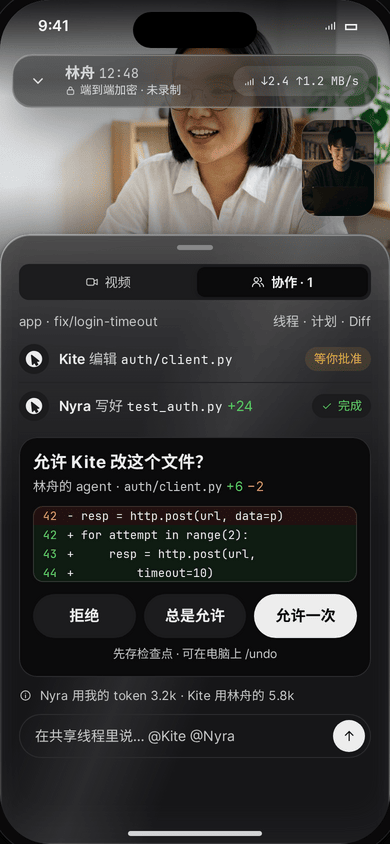 9:41
林舟 12:48
端到端加密 · 未录制
↓2.4 ↑1.2 MB/s
视频
协作 · 1
app · fix/login-timeout
线程 · 计划 · Diff
Kite 编辑 auth/client.py
等你批准
Nyra 写好 test_auth.py +24
✓ 完成
允许 Kite 改这个文件？
林舟的 agent · auth/client.py +6 −2
42 - resp = http.post(url, data=p)
42 + for attempt in range(2):
43 +     resp = http.post(url,
44 +         timeout=10)
拒绝
总是允许
允许一次
先存检查点 · 可在电脑上 /undo
Nyra 用我的 token 3.2k · Kite 用林舟的 5.8k
在共享线程里说… @Kite @Nyra